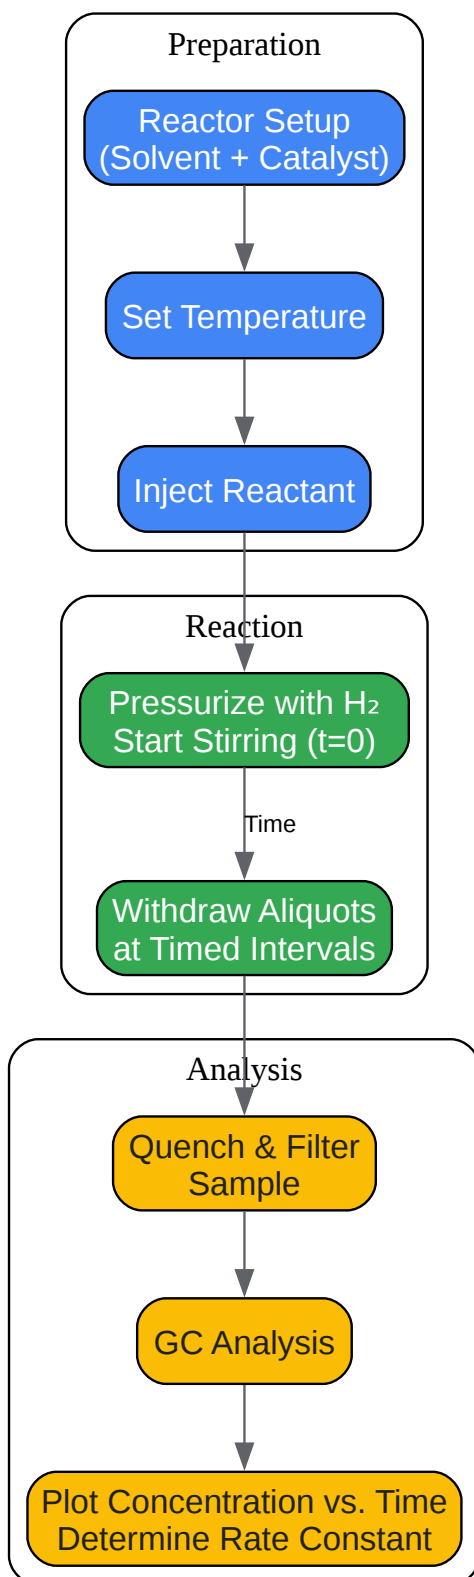 Preparation
Reactor Setup
(Solvent + Catalyst)
Set Temperature
Inject Reactant
Reaction
Pressurize with H₂
Start Stirring (t=0)
Time
Withdraw Aliquots
at Timed Intervals
Analysis
Quench & Filter
Sample
GC Analysis
Plot Concentration vs. Time
Determine Rate Constant